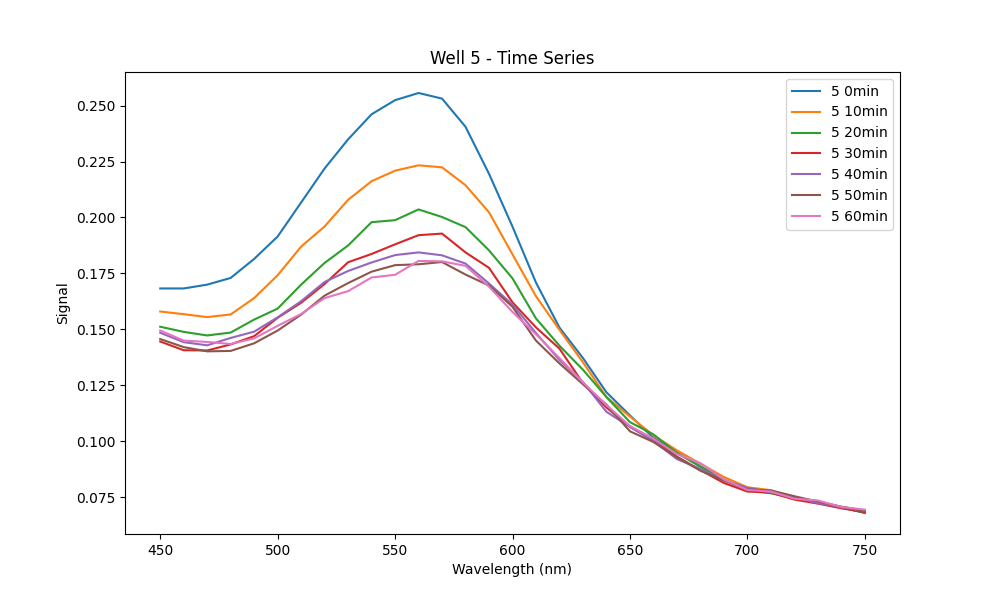 Well 5 - Time Series
Signal
0.250
0.225
0.200
0.175
0.150
0.125
0.100
0.075
5 0min
5 10min
5 20min
5 30min
5 40min
5 50min
5 60min
450 500 550 600 650 700 750
Wavelength (nm)